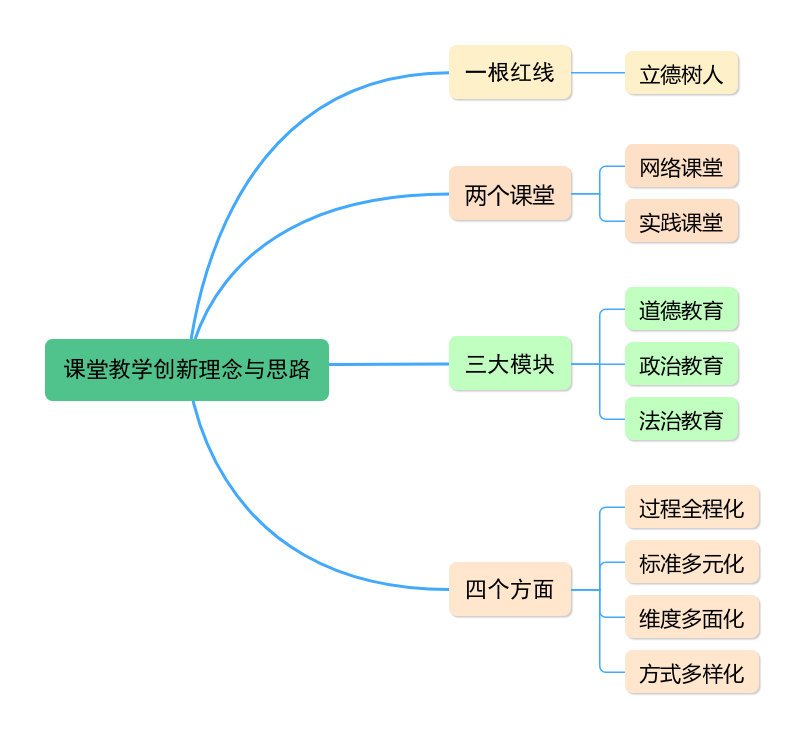 课堂教学创新理念与思路
一根红线
立德树人
两个课堂
网络课堂
实践课堂
三大模块
道德教育
政治教育
法治教育
四个方面
过程全程化
标准多元化
维度多面化
方式多样化